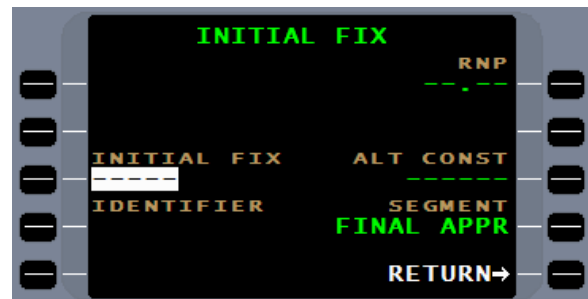 INITIAL FIX
RNP
--.--
INITIAL FIX ALT CONST
----- ------
IDENTIFIER SEGMENT
FINAL APPR
RETURN→